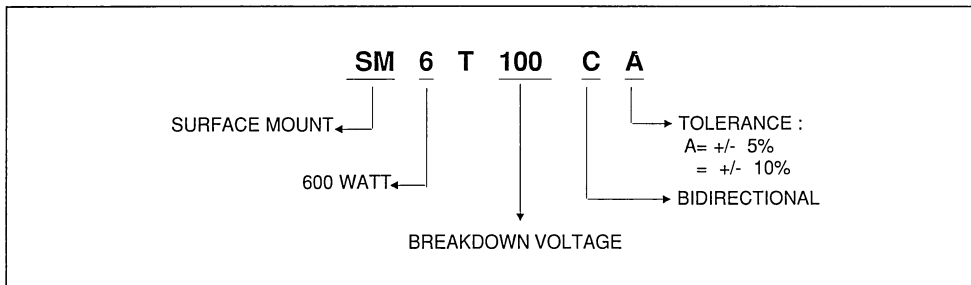 SM 6 T 100 C A
SURFACE MOUNT
TOLERANCE :
A= +/- 5%
= +/- 10%
600 WATT
BIDIRECTIONAL
BREAKDOWN VOLTAGE